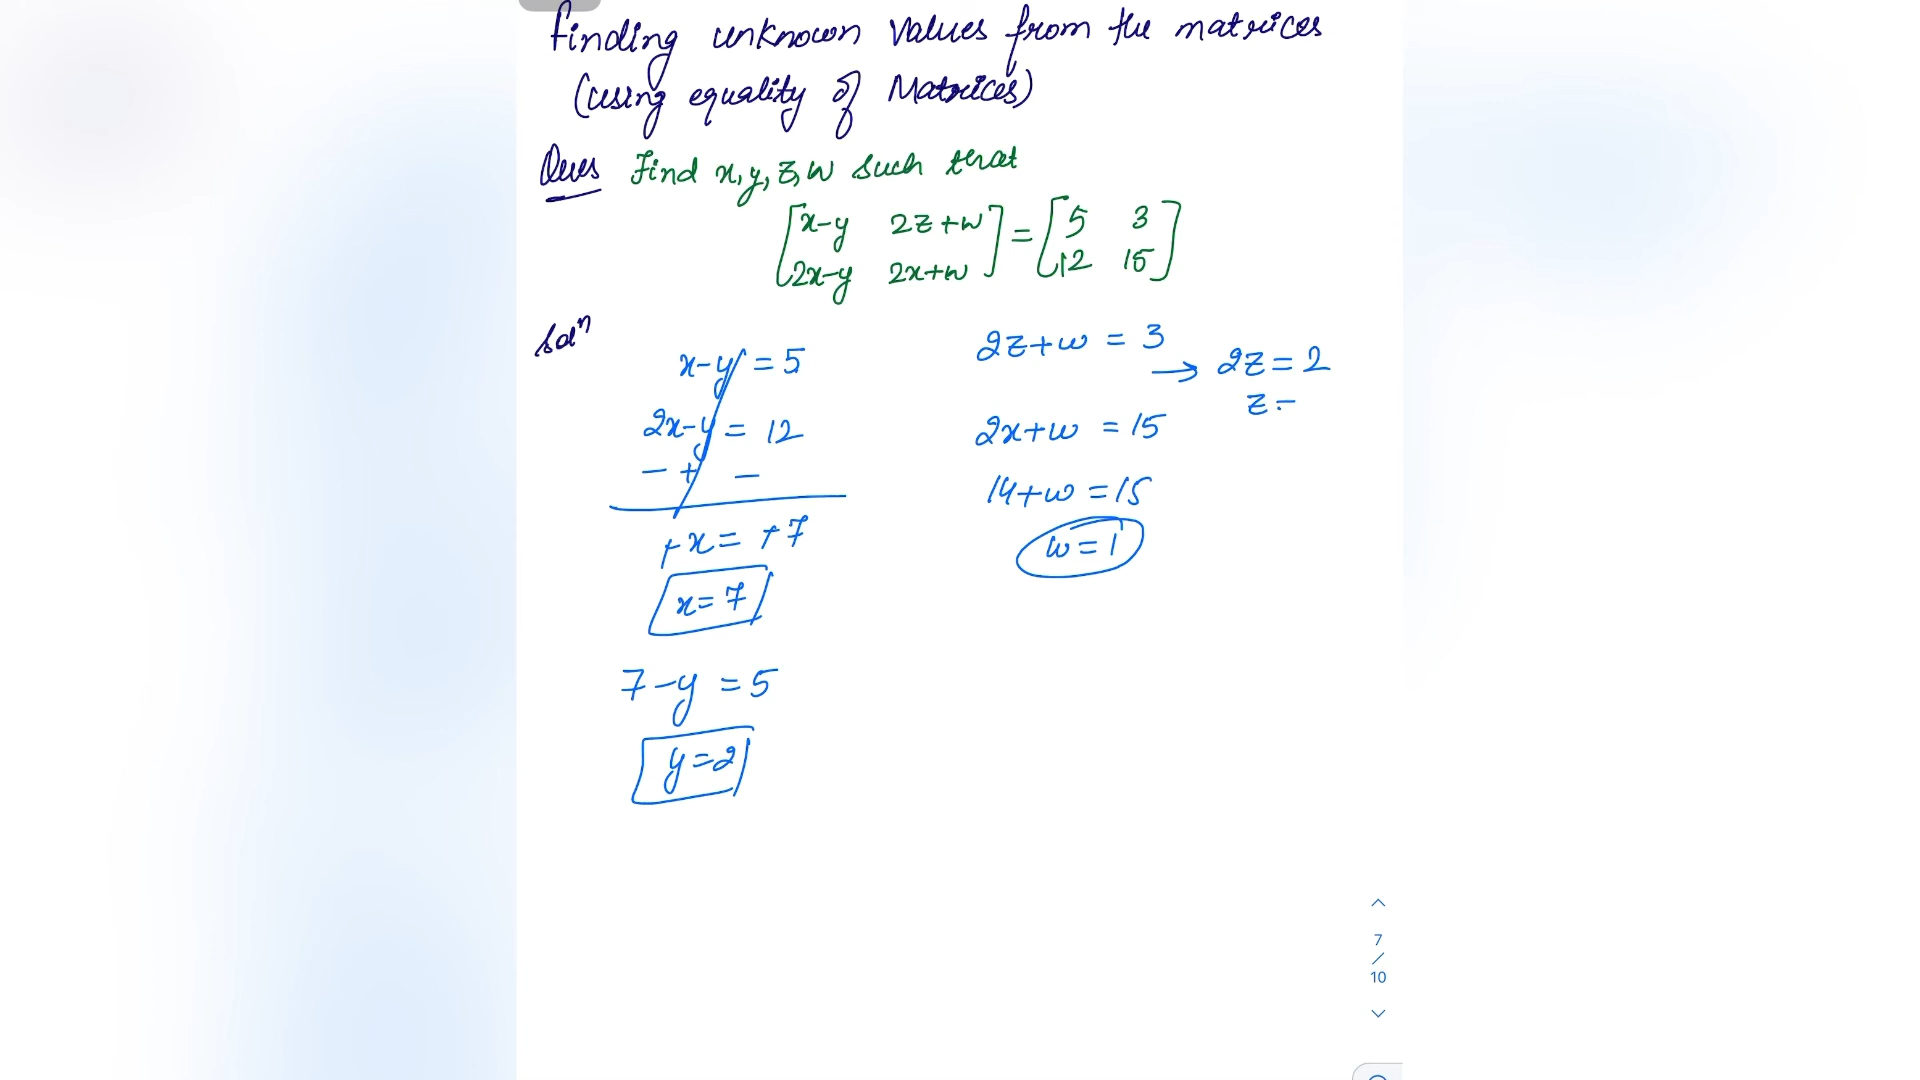 Finding unknown values from the matrices
(using equality of Matrices)
Ques Find x, y, z, w such that
[x-y 2z+w] = [5 3]
[2x-y 2x+w] [12 15]
Solⁿ
x-y = 5
2x-y = 12
- + -
+x = +7
x = 7
7-y = 5
y = 2
2z+w = 3
→ 2z = 2
z =
2x+w = 15
14+w = 15
w = 1
7
/
10